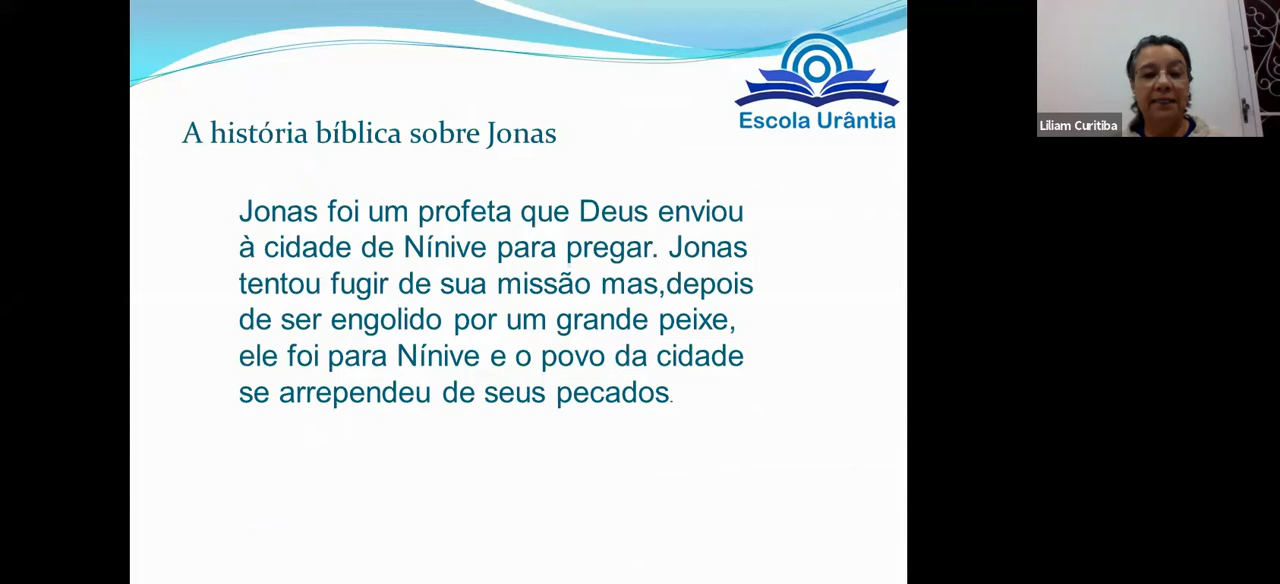 Escola Urântia
Liliam Curitiba
A história bíblica sobre Jonas
Jonas foi um profeta que Deus enviou
à cidade de Nínive para pregar. Jonas
tentou fugir de sua missão mas,depois
de ser engolido por um grande peixe,
ele foi para Nínive e o povo da cidade
se arrependeu de seus pecados.